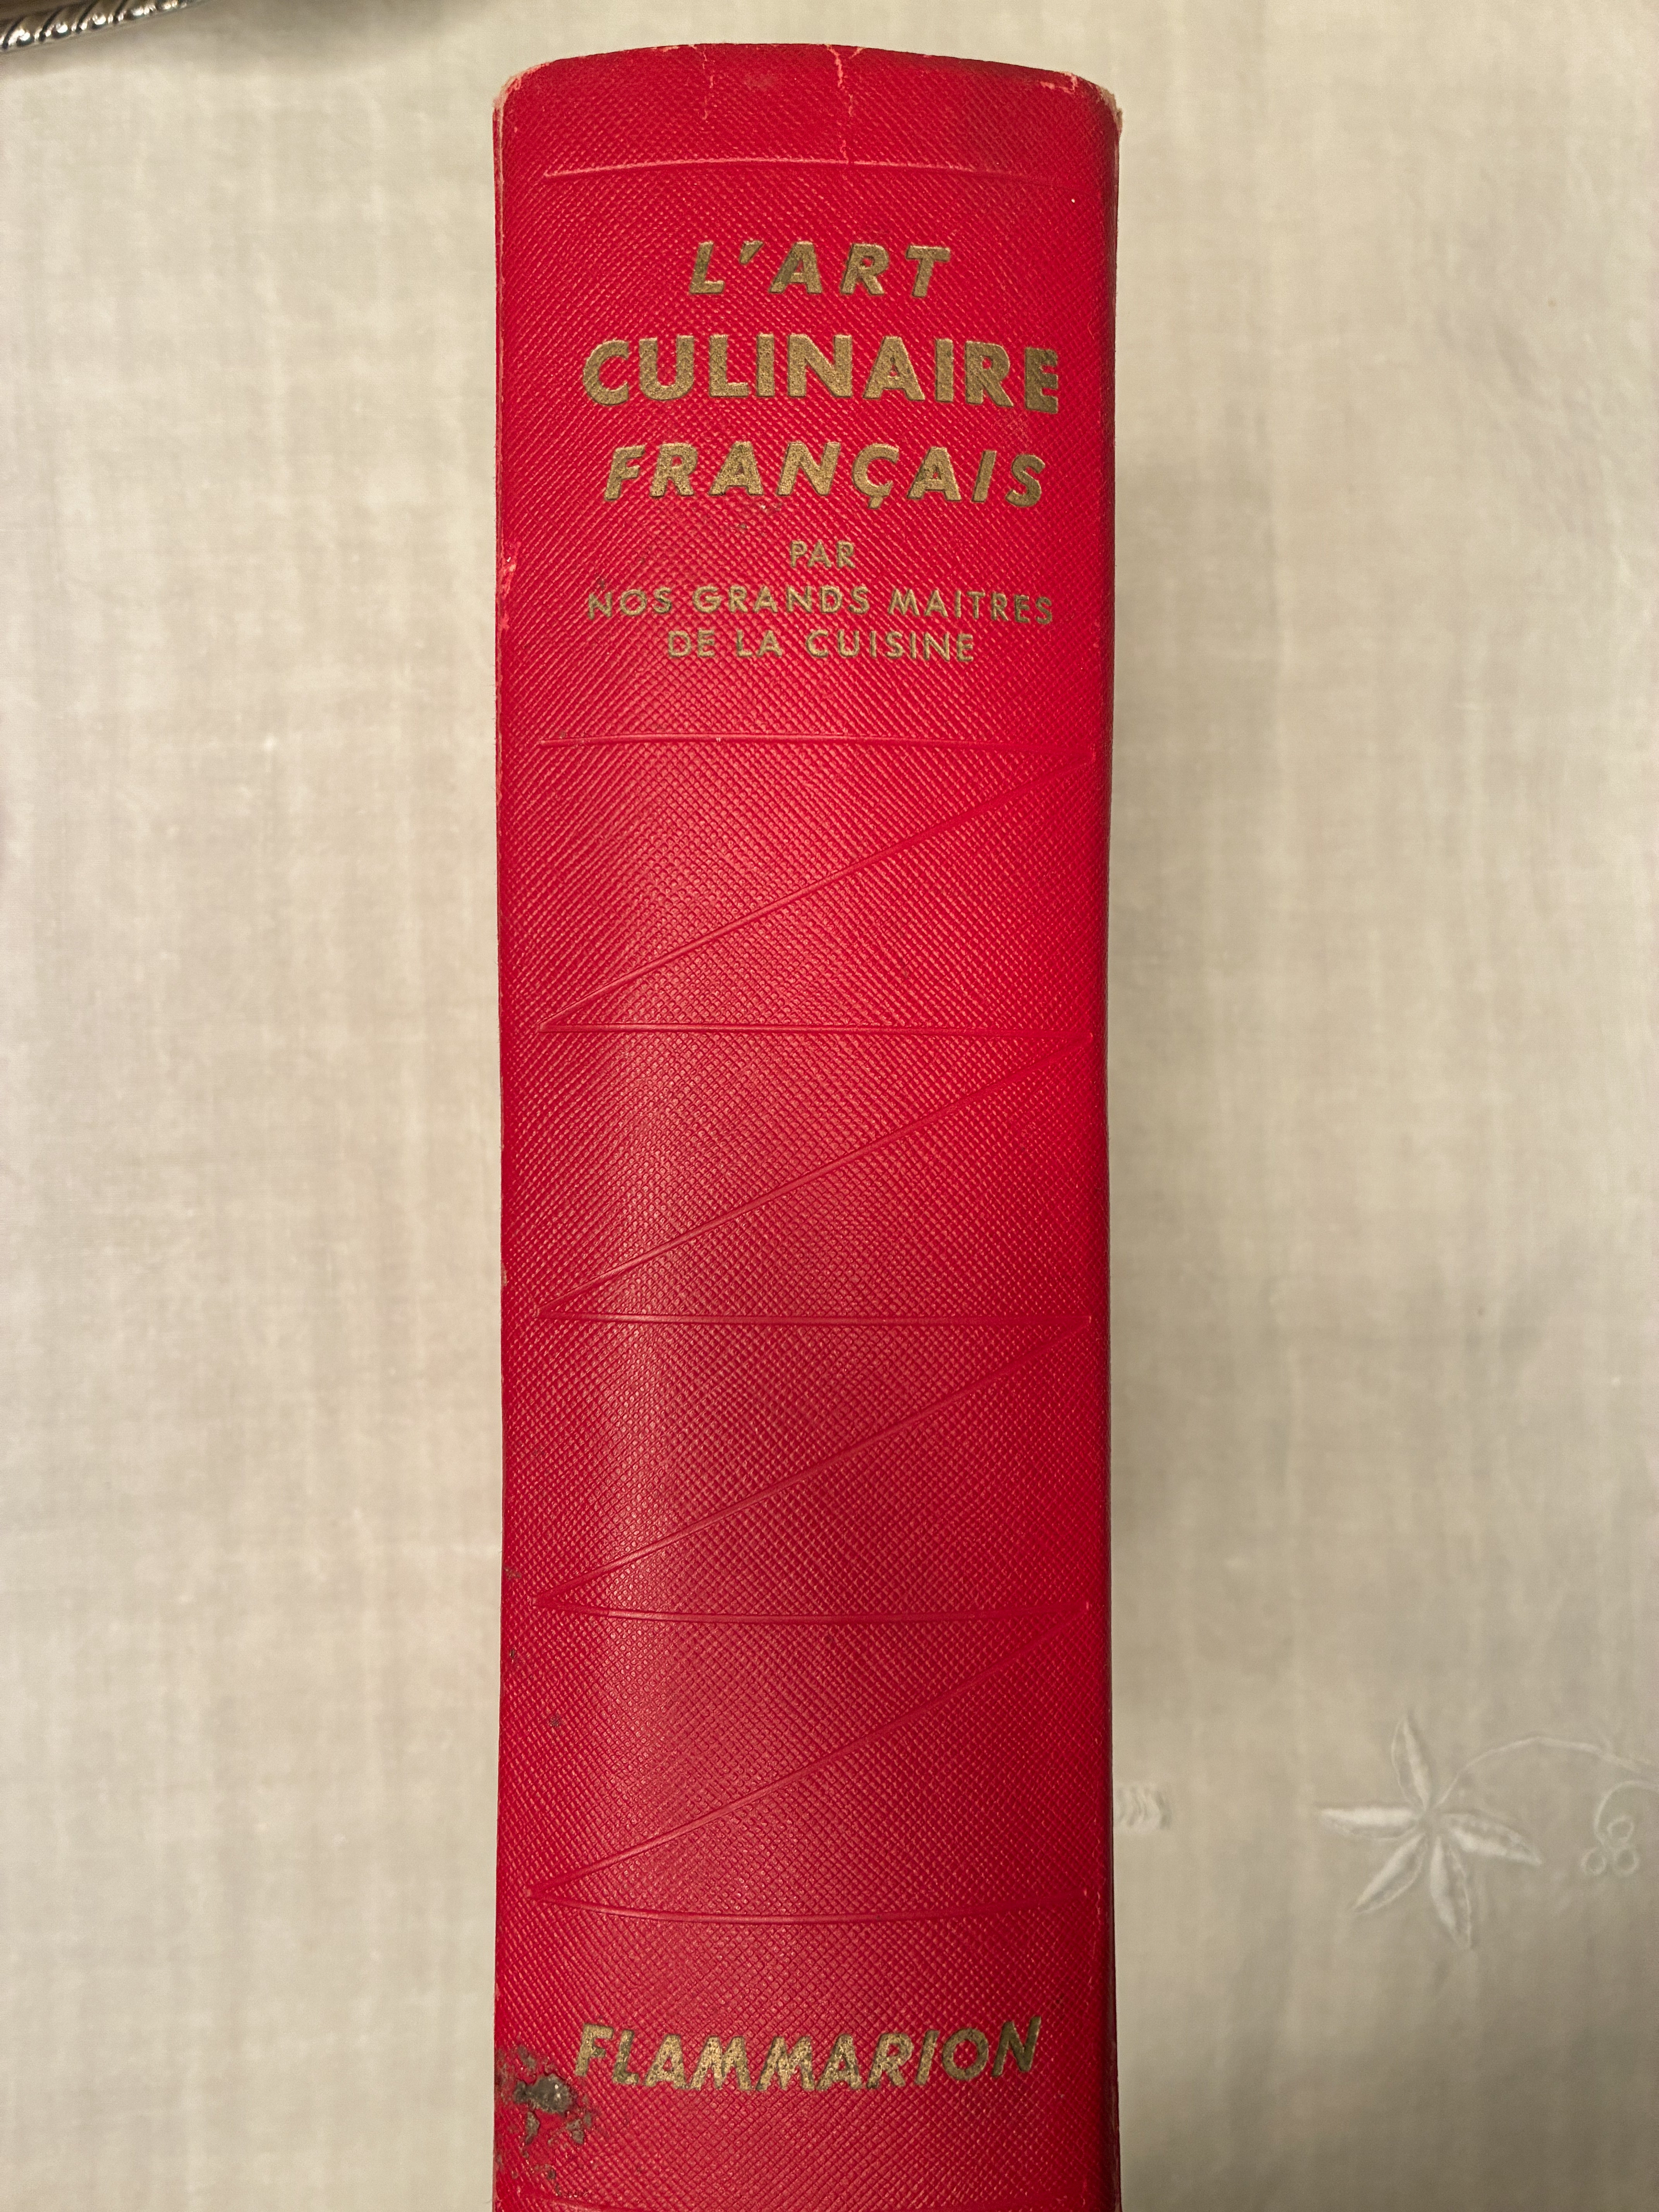 L'ART
CULINAIRE
FRANÇAIS
PAR
NOS GRANDS MAITRES
DE LA CUISINE
FLAMMARION